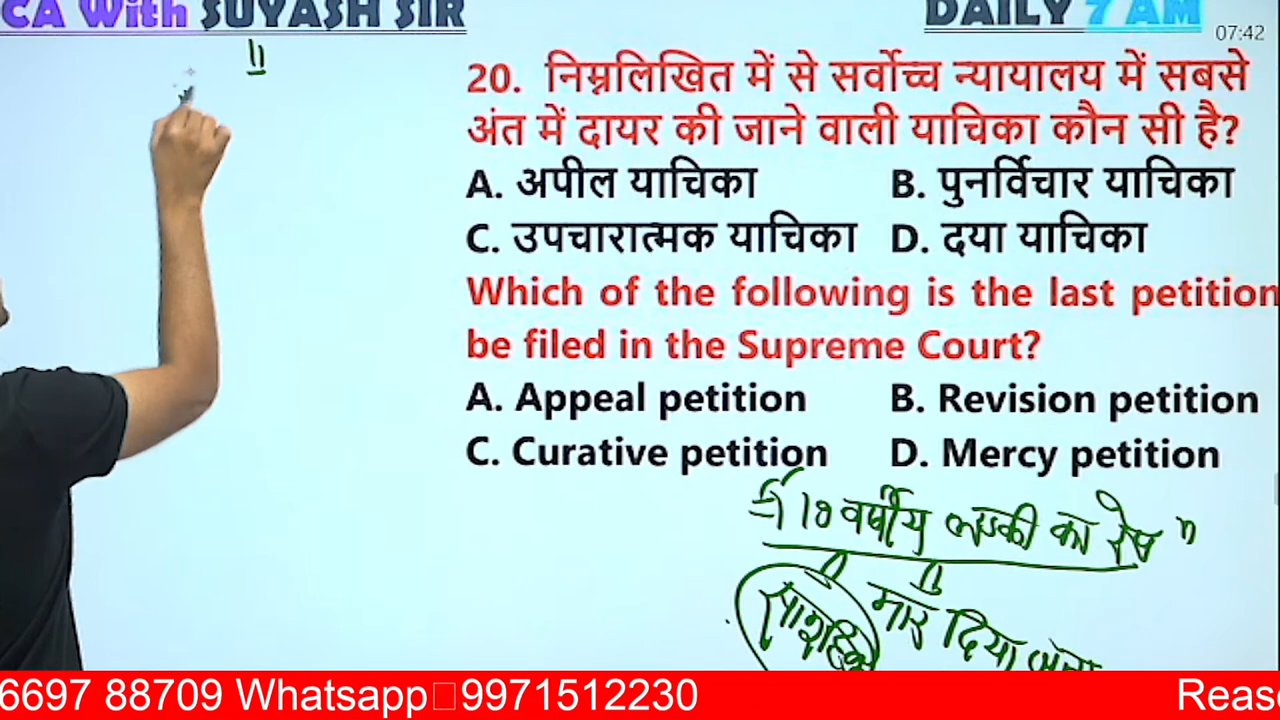 CA With SUYASH SIR
DAILY 7 AM
07:42
20. निम्नलिखित में से सर्वोच्च न्यायालय में सबसे
अंत में दायर की जाने वाली याचिका कौन सी है?
A. अपील याचिका B. पुनर्विचार याचिका
C. उपचारात्मक याचिका D. दया याचिका
Which of the following is the last petition
be filed in the Supreme Court?
A. Appeal petition B. Revision petition
C. Curative petition D. Mercy petition
वर्षीय लड़की का रेप
मार दिया
6697 88709 Whatsapp 9971512230
Reas